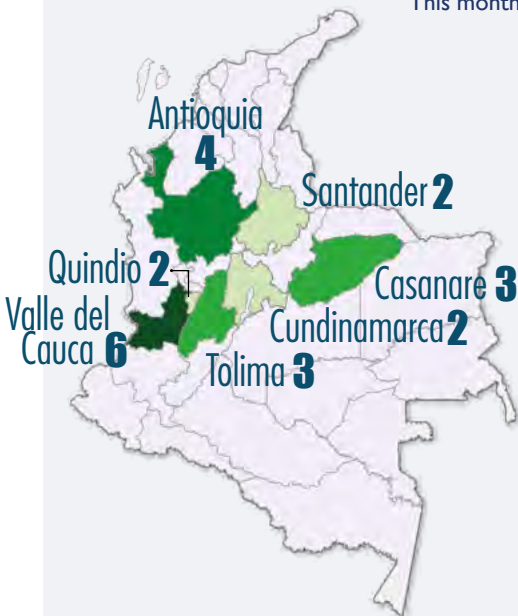 This month
Antioquia
4
Santander 2
Quindio 2
Casanare 3
Valle del
Cauca 6
Cundinamarca 2
Tolima 3